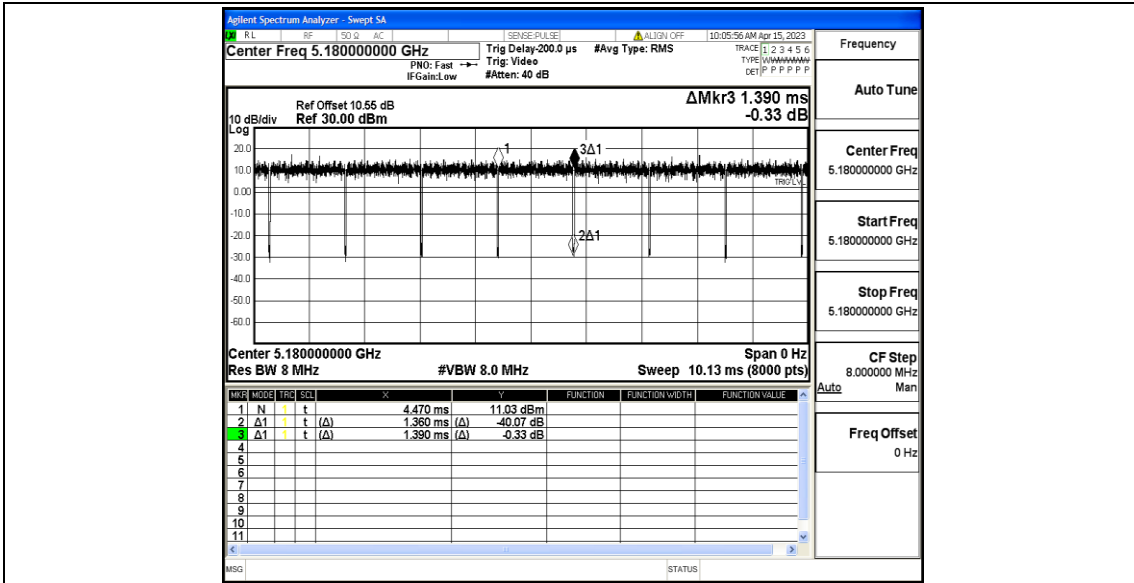 Agilent Spectrum Analyzer - Swept SA
RL RF 50 Ω AC SENSE:PULSE ALIGN OFF 10:05:56 AM Apr 15, 2023
Center Freq 5.180000000 GHz
PNO: Fast
IFGain:Low
Trig Delay-200.0 µs
Trig: Video
#Atten: 40 dB
#Avg Type: RMS
TRACE 1 2 3 4 5 6
TYPE WWWWWW
DET P P P P P P
ΔMkr3 1.390 ms
-0.33 dB
Ref Offset 10.55 dB
10 dB/div Ref 30.00 dBm
Log
20.0
10.0
0.00
-10.0
-20.0
-30.0
-40.0
-50.0
-60.0
1
3Δ1
TRIG LVL
2Δ1
Center 5.180000000 GHz Span 0 Hz
Res BW 8 MHz #VBW 8.0 MHz Sweep 10.13 ms (8000 pts)
MKR MODE TRC SCL X Y FUNCTION FUNCTION WIDTH FUNCTION VALUE
1 N 1 t 4.470 ms 11.03 dBm
2 Δ1 1 t (Δ) 1.360 ms (Δ) -40.07 dB
3 Δ1 1 t (Δ) 1.390 ms (Δ) -0.33 dB
4
5
6
7
8
9
10
11
MSG STATUS
Frequency
Auto Tune
Center Freq
5.180000000 GHz
Start Freq
5.180000000 GHz
Stop Freq
5.180000000 GHz
CF Step
8.000000 MHz
Auto Man
Freq Offset
0 Hz